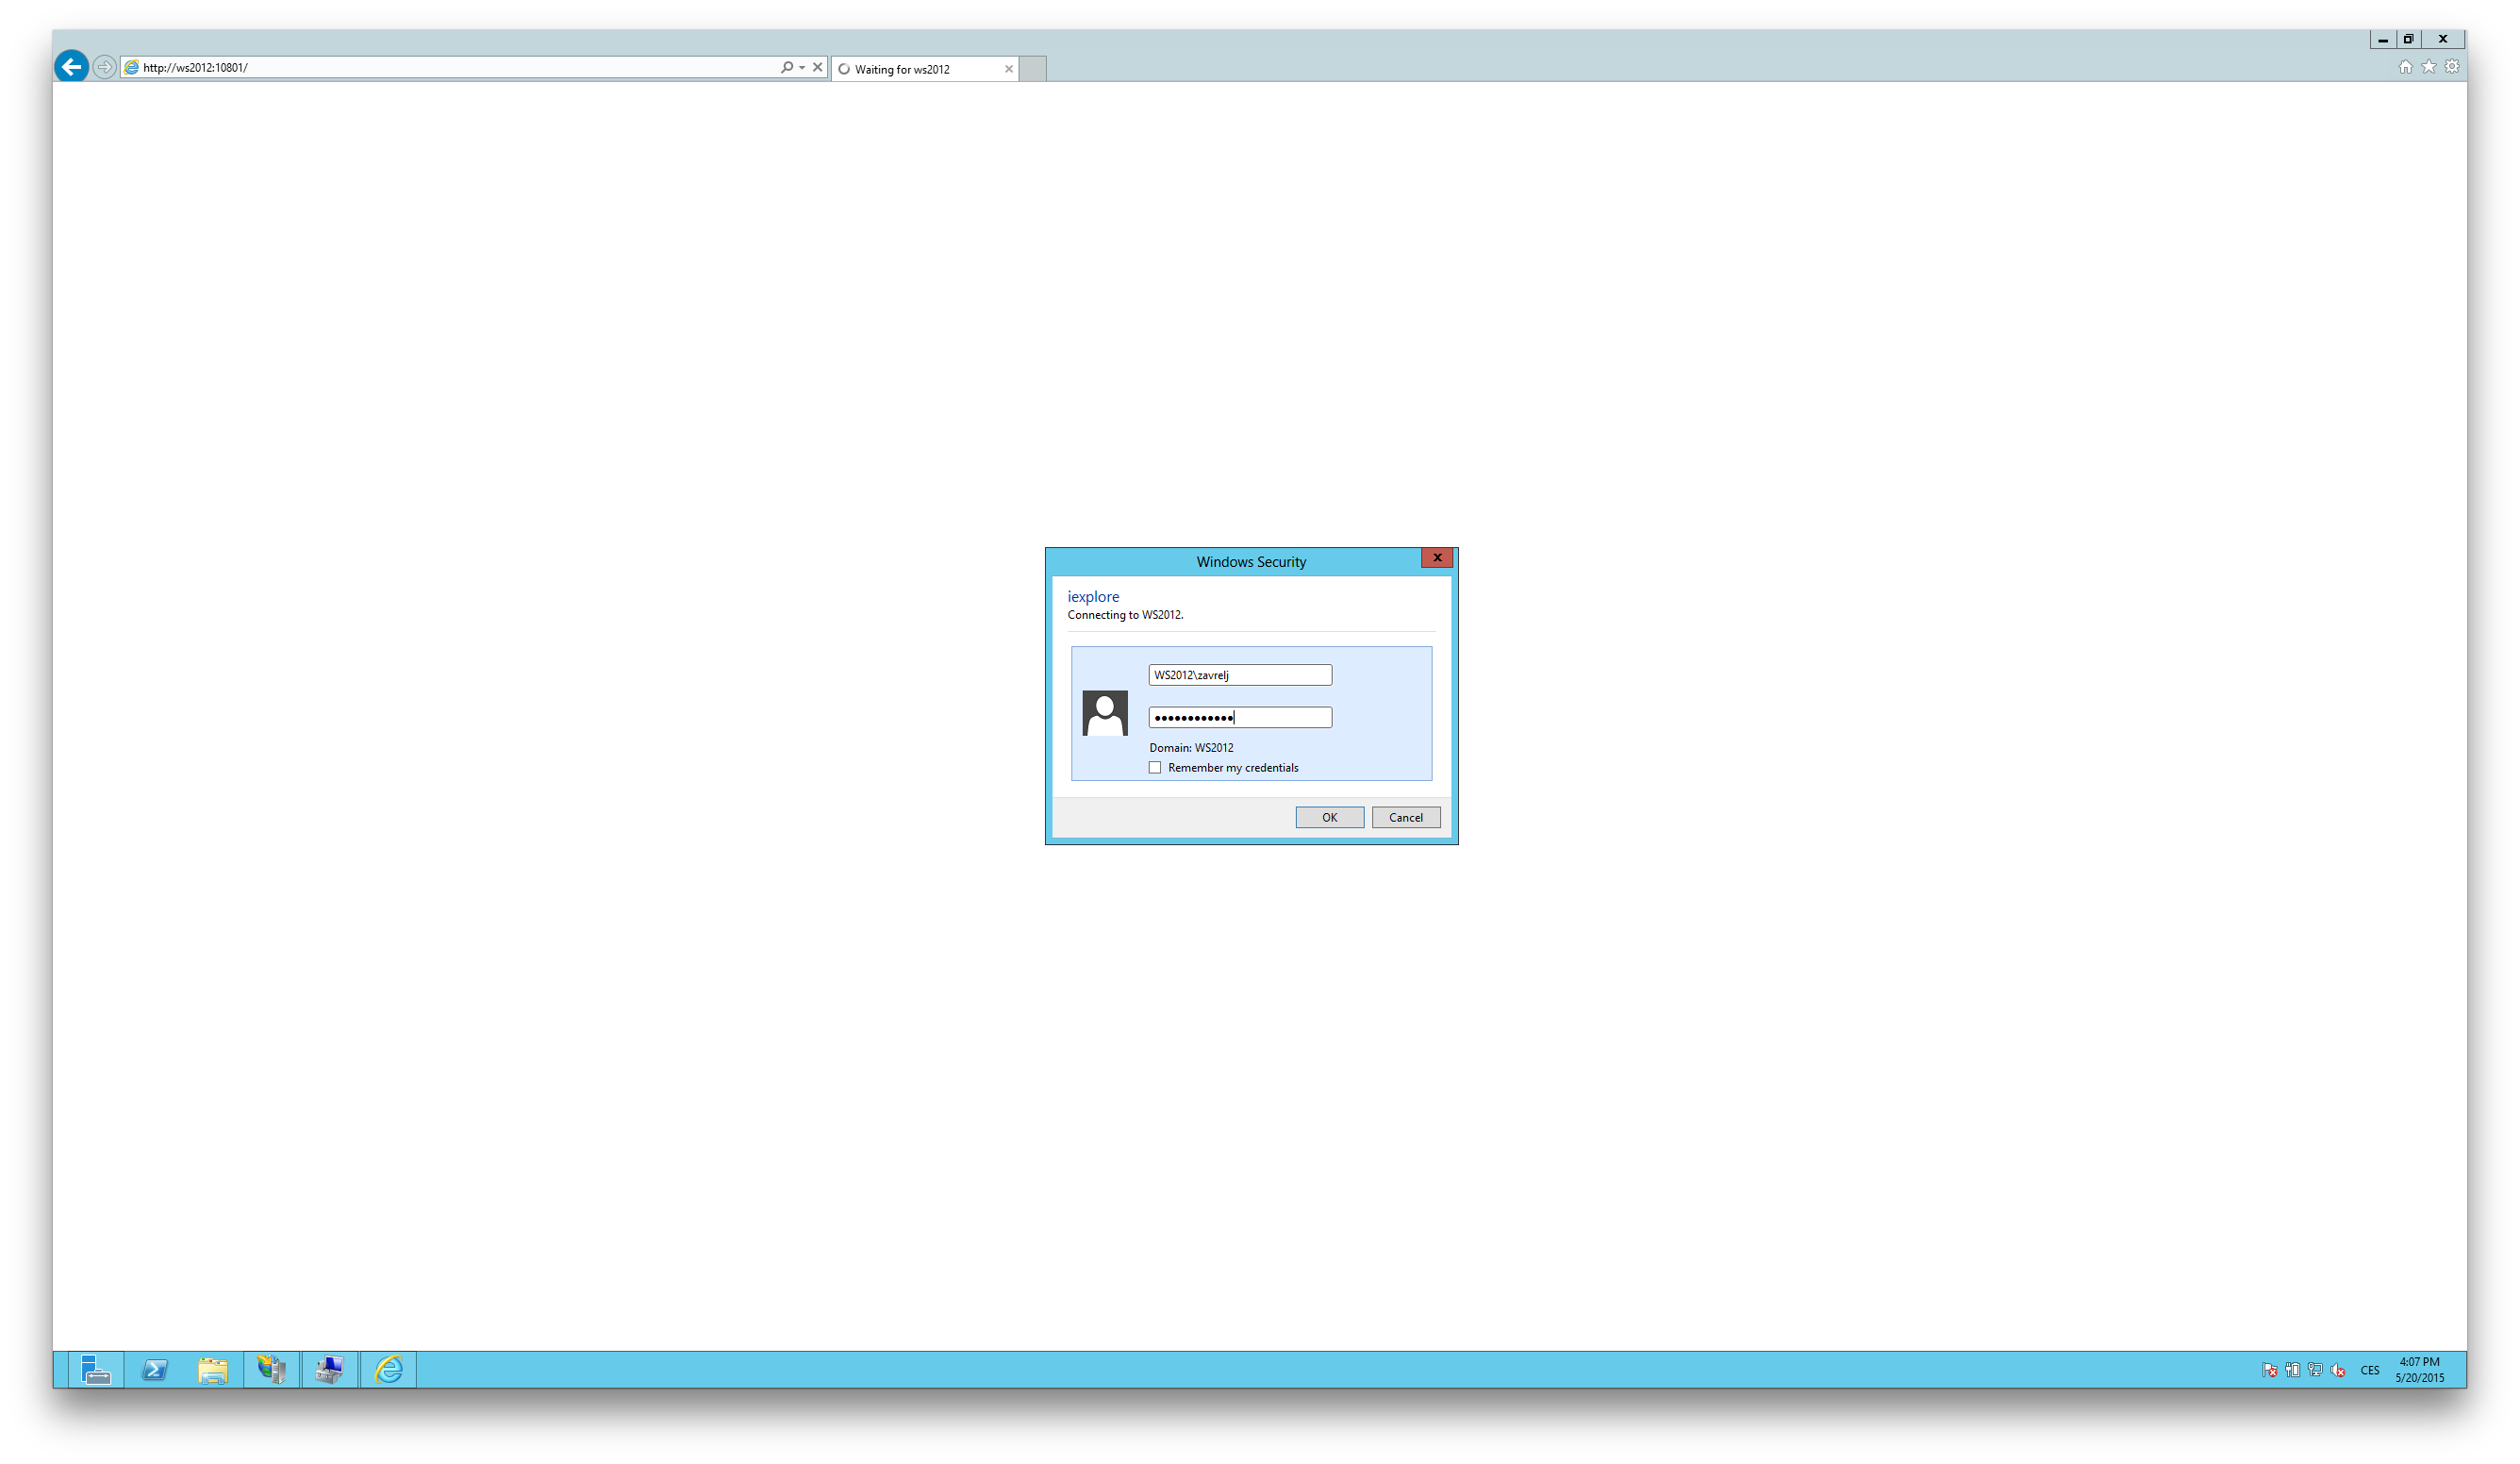 http://ws2012:10801/
Waiting for ws2012
Windows Security
iexplore
Connecting to WS2012.
WS2012\zavrelj
Domain: WS2012
Remember my credentials
OK Cancel
CES
4:07 PM
5/20/2015